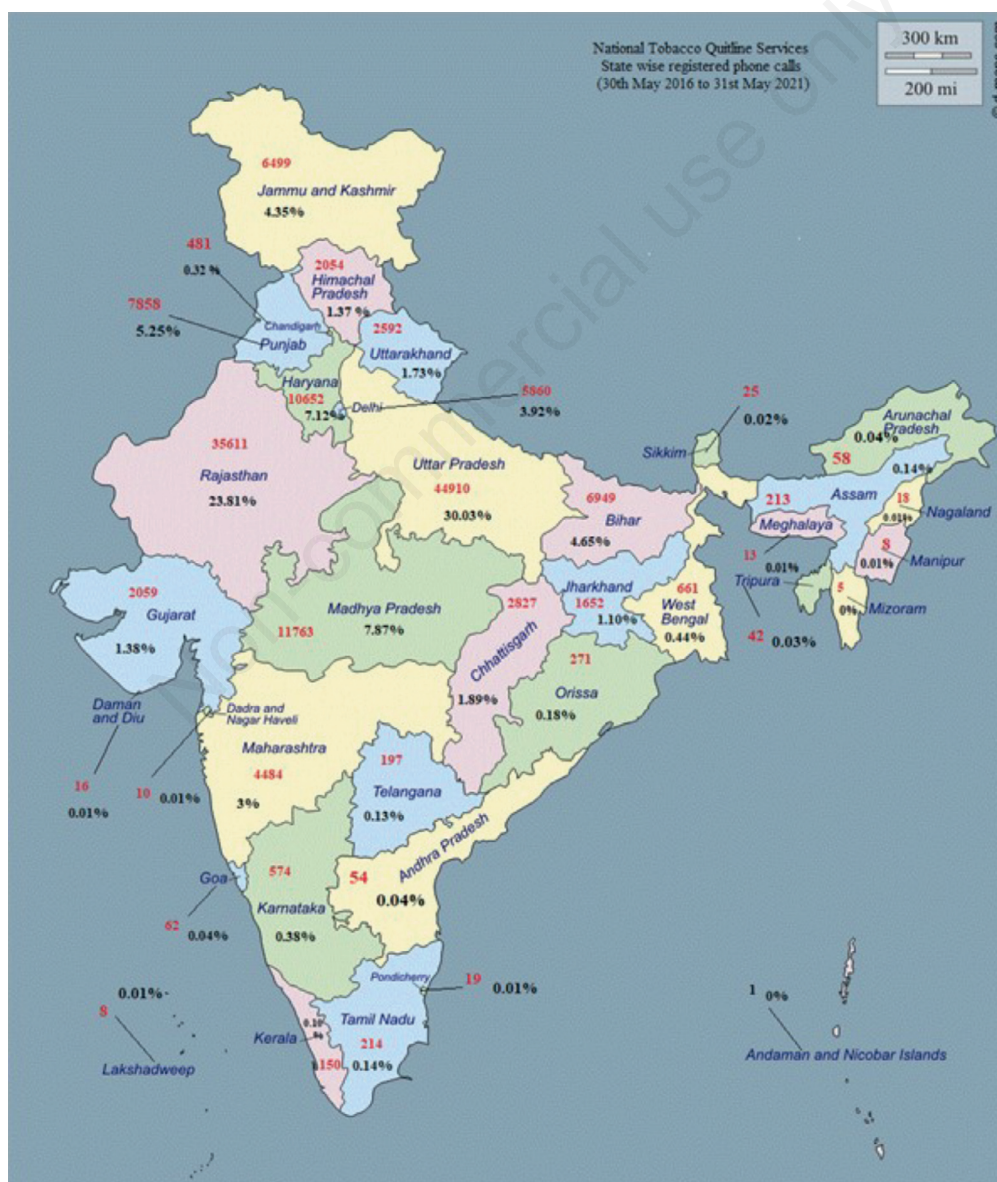 300 km
200 mi
National Tobacco Quitline Services
State wise registered phone calls
(30th May 2016 to 31st May 2021)
6499
Jammu and Kashmir
4.35%
481
0.32 %
2054
Himachal
Pradesh
1.37 %
7858
5.25%
Chandigarh
Punjab
2592
Uttarakhand
1.73%
Haryana
10652
7.12%
Delhi
5860
3.92%
25
0.02%
Sikkim
Arunachal
Pradesh
0.04%
58
0.14%
35611
Rajasthan
23.81%
Uttar Pradesh
44910
30.03%
6949
Bihar
4.65%
213
Assam
18
0.01%
Nagaland
Meghalaya
13
0.01%
8
0.01%
Manipur
Tripura
5
0%
Mizoram
42
0.03%
2059
Gujarat
1.38%
Madhya Pradesh
11763
7.87%
2827
Chhattisgarh
1.89%
Jharkhand
1652
1.10%
661
West
Bengal
0.44%
271
Orissa
0.18%
Daman
and Diu
16
0.01%
Dadra and
Nagar Haveli
10
0.01%
Maharashtra
4484
3%
197
Telangana
0.13%
Andhra Pradesh
54
0.04%
Goa
62
0.04%
574
Karnataka
0.38%
Pondicherry
19
0.01%
0.01%
8
Lakshadweep
Kerala
0.10
%
150
Tamil Nadu
214
0.14%
1
0%
Andaman and Nicobar Islands
Non-commercial use only